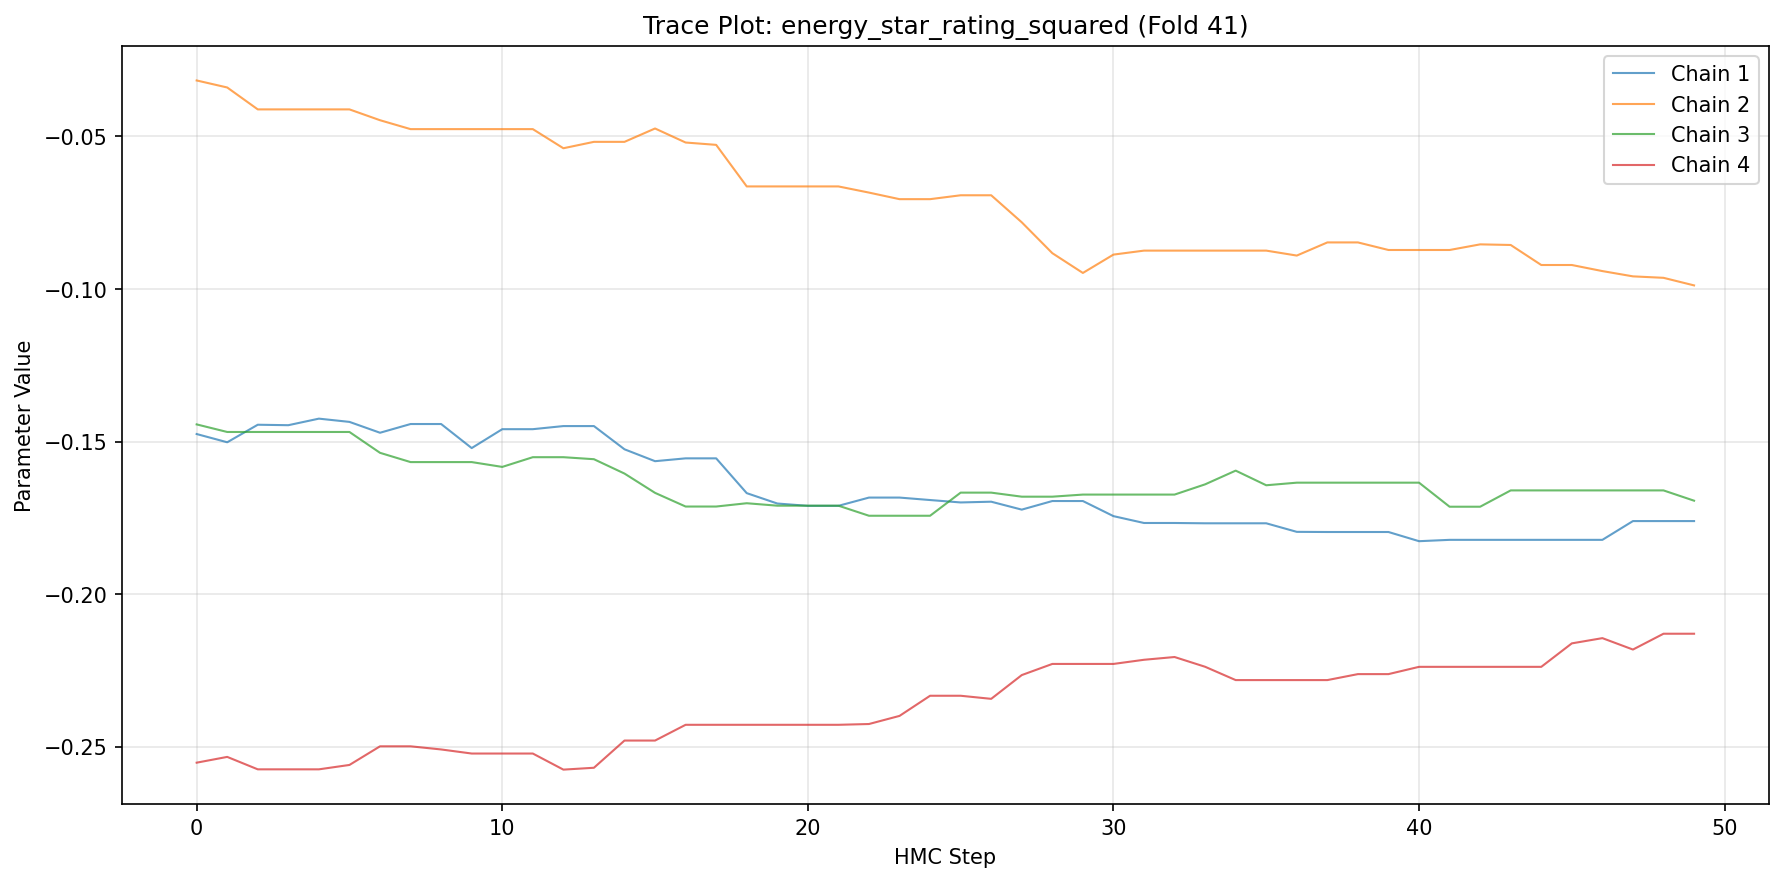 Trace Plot: energy_star_rating_squared (Fold 41)
Chain 1
Chain 2
Chain 3
Chain 4
Parameter Value
−0.05
−0.10
−0.15
−0.20
−0.25
0
10
20
30
40
50
HMC Step